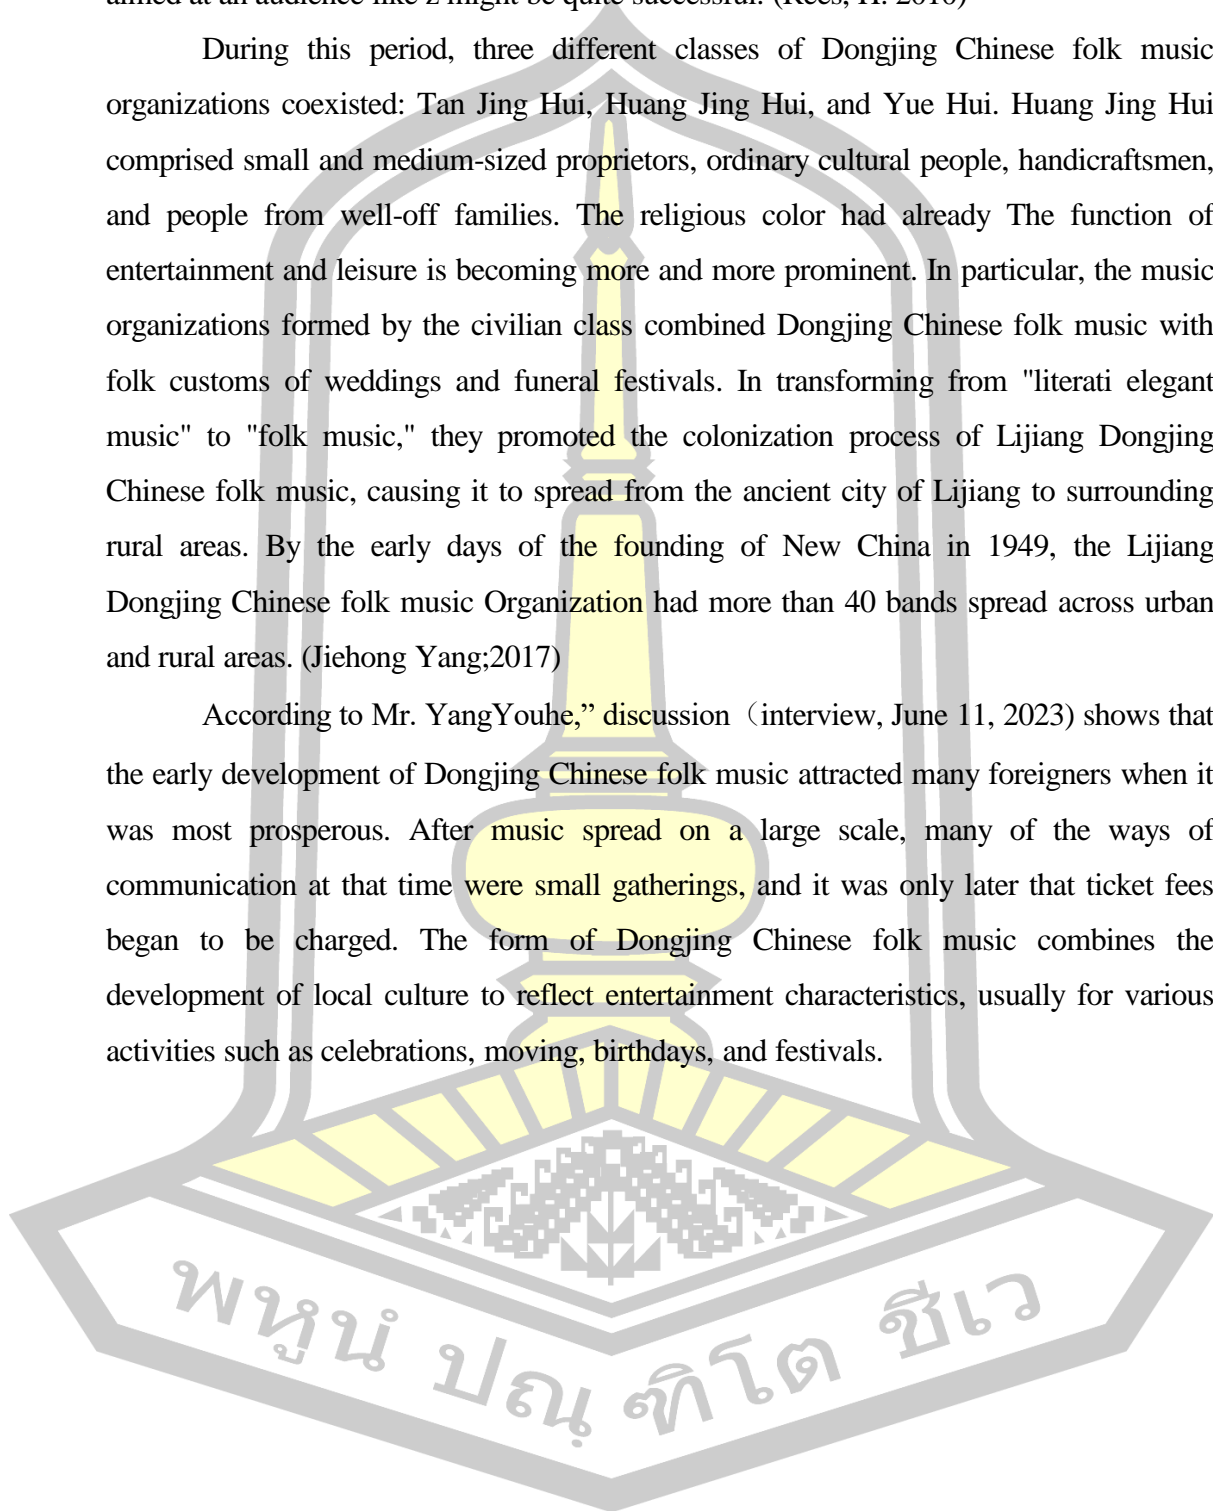 aimed at an audience like z might be quite successful. (Rees, H. 2010)
During this period, three different classes of Dongjing Chinese folk music
organizations coexisted: Tan Jing Hui, Huang Jing Hui, and Yue Hui. Huang Jing Hui
comprised small and medium-sized proprietors, ordinary cultural people, handicraftsmen,
and people from well-off families. The religious color had already The function of
entertainment and leisure is becoming more and more prominent. In particular, the music
organizations formed by the civilian class combined Dongjing Chinese folk music with
folk customs of weddings and funeral festivals. In transforming from "literati elegant
music" to "folk music," they promoted the colonization process of Lijiang Dongjing
Chinese folk music, causing it to spread from the ancient city of Lijiang to surrounding
rural areas. By the early days of the founding of New China in 1949, the Lijiang
Dongjing Chinese folk music Organization had more than 40 bands spread across urban
and rural areas. (Jiehong Yang;2017)
According to Mr. YangYouhe,” discussion（interview, June 11, 2023) shows that
the early development of Dongjing Chinese folk music attracted many foreigners when it
was most prosperous. After music spread on a large scale, many of the ways of
communication at that time were small gatherings, and it was only later that ticket fees
began to be charged. The form of Dongjing Chinese folk music combines the
development of local culture to reflect entertainment characteristics, usually for various
activities such as celebrations, moving, birthdays, and festivals.
พหูนํ ปณฺฑิโต ชีเว